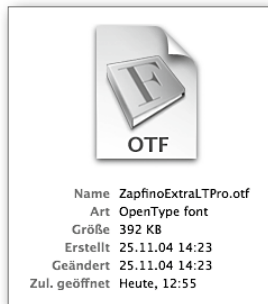 F
OTF
Name ZapfinoExtraLTPro.otf
Art OpenType font
Größe 392 KB
Erstellt 25.11.04 14:23
Geändert 25.11.04 14:23
Zul. geöffnet Heute, 12:55